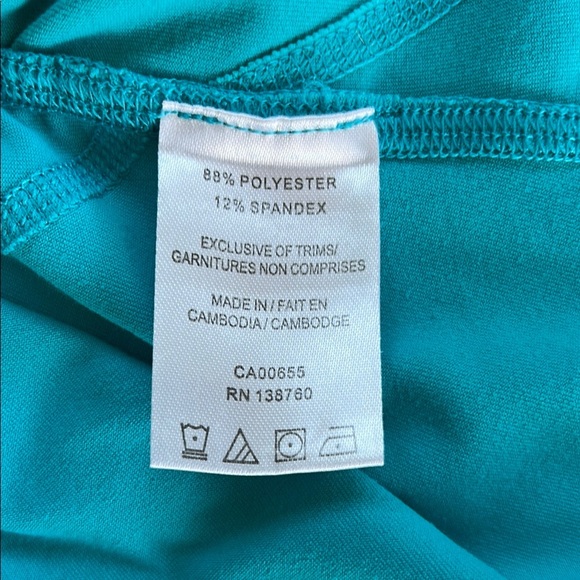 88% POLYESTER
12% SPANDEX
EXCLUSIVE OF TRIMS/
GARNITURES NON COMPRISES
MADE IN / FAIT EN
CAMBODIA / CAMBODGE
CA00655
RN 138760